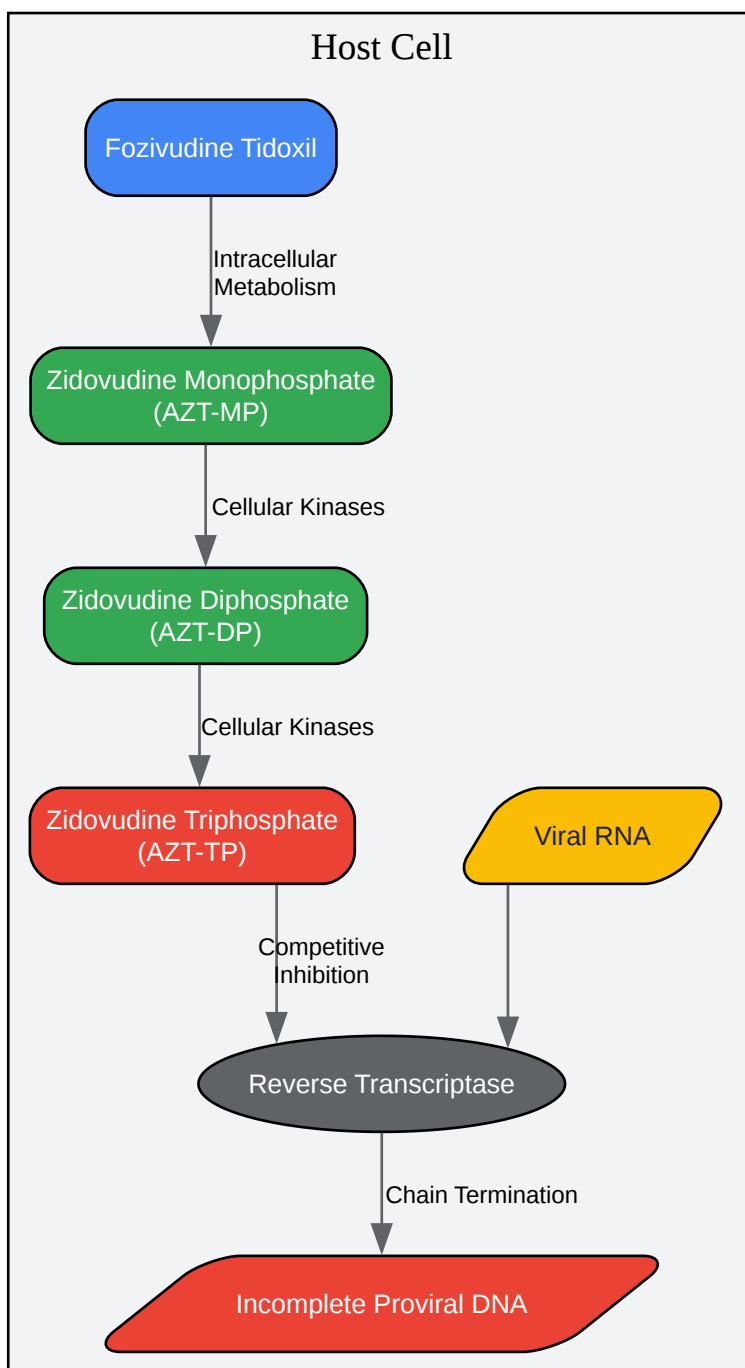 Host Cell
Fozivudine Tidoxil
Intracellular
Metabolism
Zidovudine Monophosphate
(AZT-MP)
Cellular Kinases
Zidovudine Diphosphate
(AZT-DP)
Cellular Kinases
Zidovudine Triphosphate
(AZT-TP)
Viral RNA
Competitive
Inhibition
Reverse Transcriptase
Chain Termination
Incomplete Proviral DNA